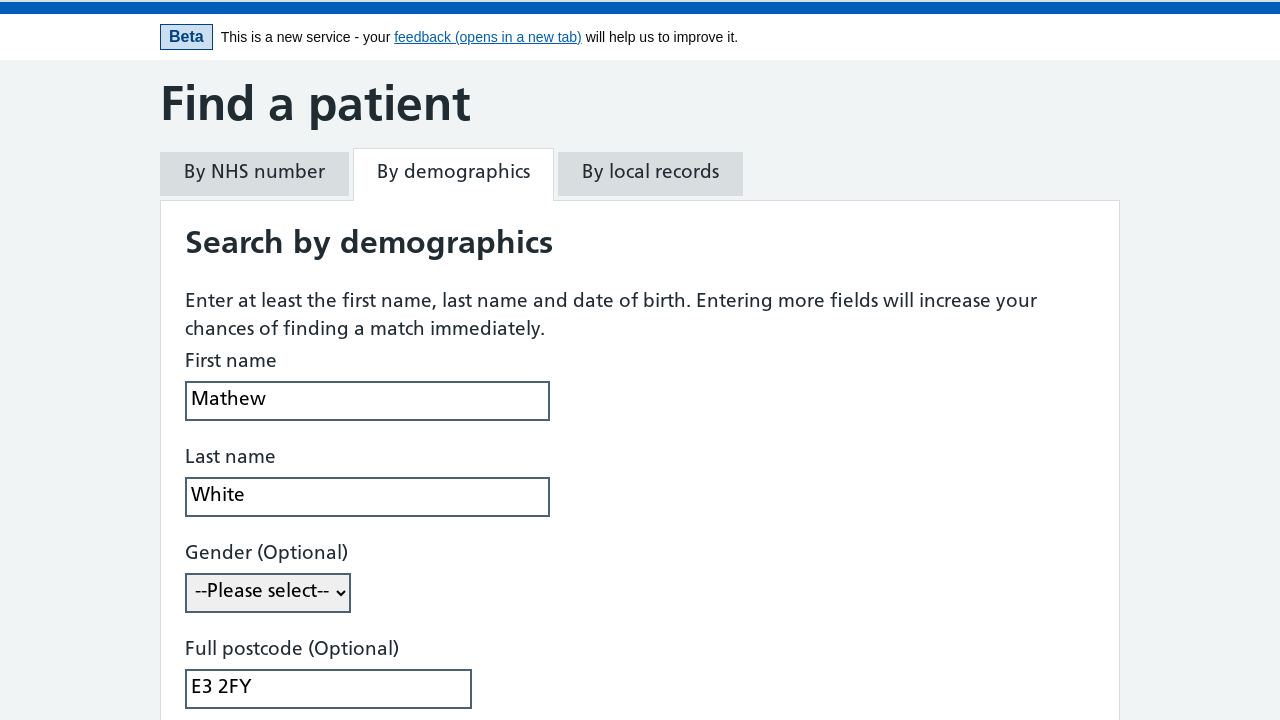 Beta This is a new service - your feedback (opens in a new tab) will help us to improve it.
Find a patient
By NHS number By demographics By local records
Search by demographics
Enter at least the first name, last name and date of birth. Entering more fields will increase your
chances of finding a match immediately.
First name
Mathew
Last name
White
Gender (Optional)
--Please select--
Full postcode (Optional)
E3 2FY